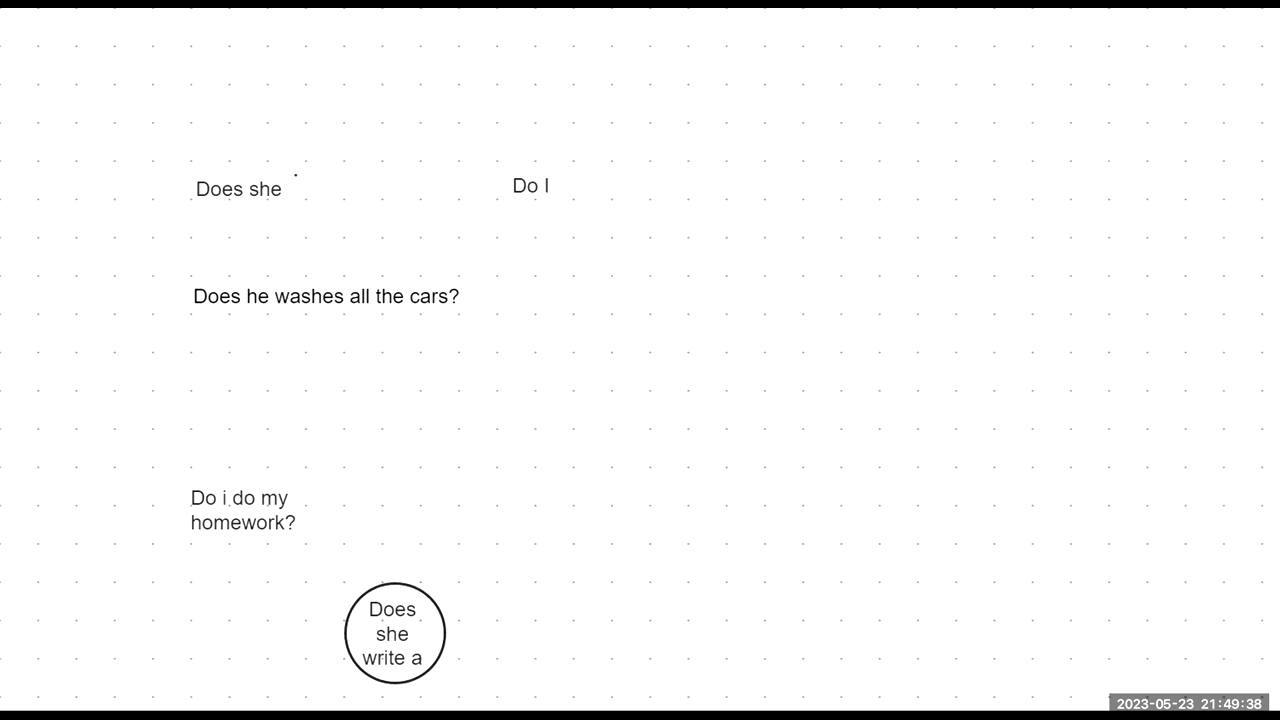 Does she
Do I
Does he washes all the cars?
Do i do my
homework?
Does
she
write a
2023-05-23 21:49:38